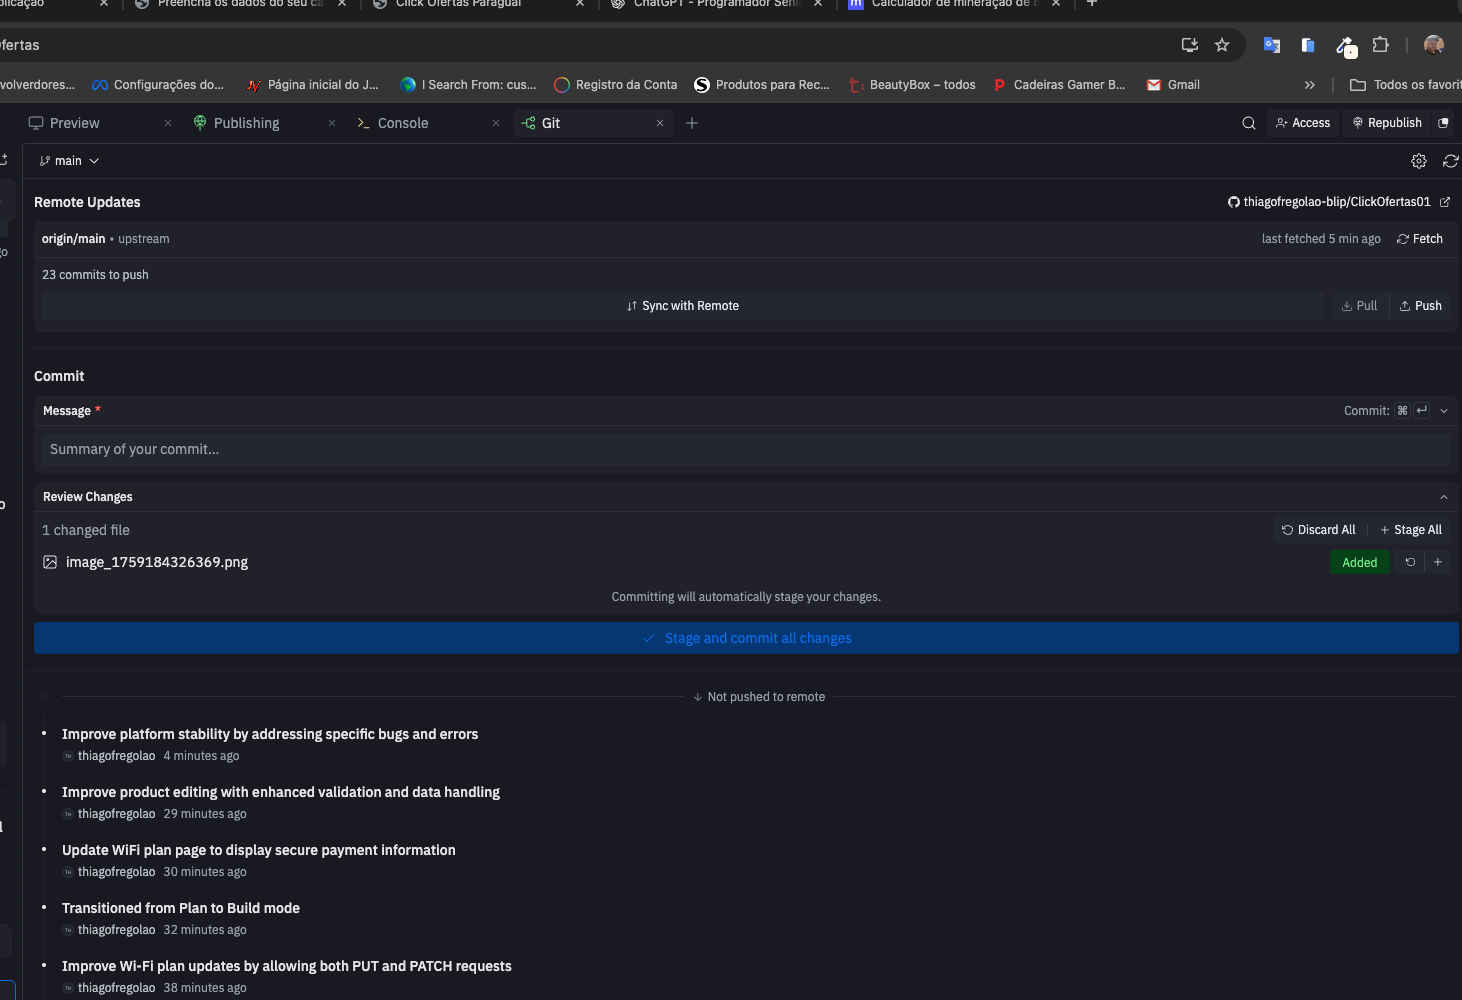 plicação
Preencha os dados do seu ca
Click Ofertas Paraguai
ChatGPT - Programador Seni
Calculador de mineração de B
Ofertas
volverdores...
Configurações do...
Página inicial do J...
I Search From: cus...
Registro da Conta
Produtos para Rec...
BeautyBox – todos
Cadeiras Gamer B...
Gmail
Todos os favorit
Preview
Publishing
Console
Git
Access
Republish
main
Remote Updates
thiagofregolao-blip/ClickOfertas01
origin/main • upstream
last fetched 5 min ago
Fetch
23 commits to push
Sync with Remote
Pull
Push
Commit
Message *
Commit: ⌘ ↵
Summary of your commit...
Review Changes
1 changed file
Discard All
Stage All
image_1759184326369.png
Added
Committing will automatically stage your changes.
Stage and commit all changes
Not pushed to remote
Improve platform stability by addressing specific bugs and errors
TH thiagofregolao 4 minutes ago
Improve product editing with enhanced validation and data handling
TH thiagofregolao 29 minutes ago
Update WiFi plan page to display secure payment information
TH thiagofregolao 30 minutes ago
Transitioned from Plan to Build mode
TH thiagofregolao 32 minutes ago
Improve Wi-Fi plan updates by allowing both PUT and PATCH requests
TH thiagofregolao 38 minutes ago